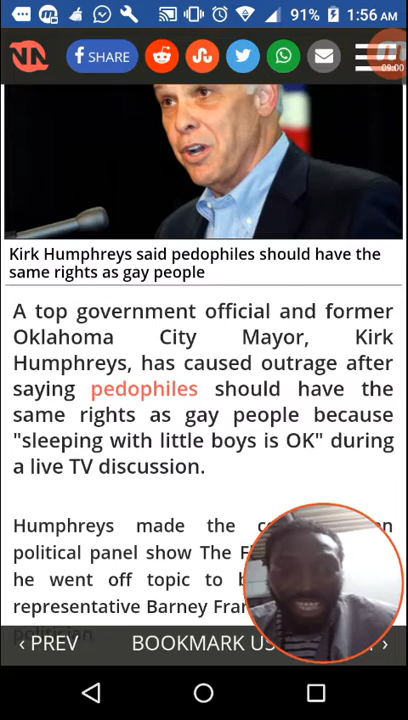 91% 1:56 AM
f SHARE
09:00
Kirk Humphreys said pedophiles should have the
same rights as gay people
A top government official and former
Oklahoma City Mayor, Kirk
Humphreys, has caused outrage after
saying pedophiles should have the
same rights as gay people because
"sleeping with little boys is OK" during
a live TV discussion.
Humphreys made the
political panel show The
he went off topic to
representative Barney
politician
‹ PREV BOOKMARK US ›